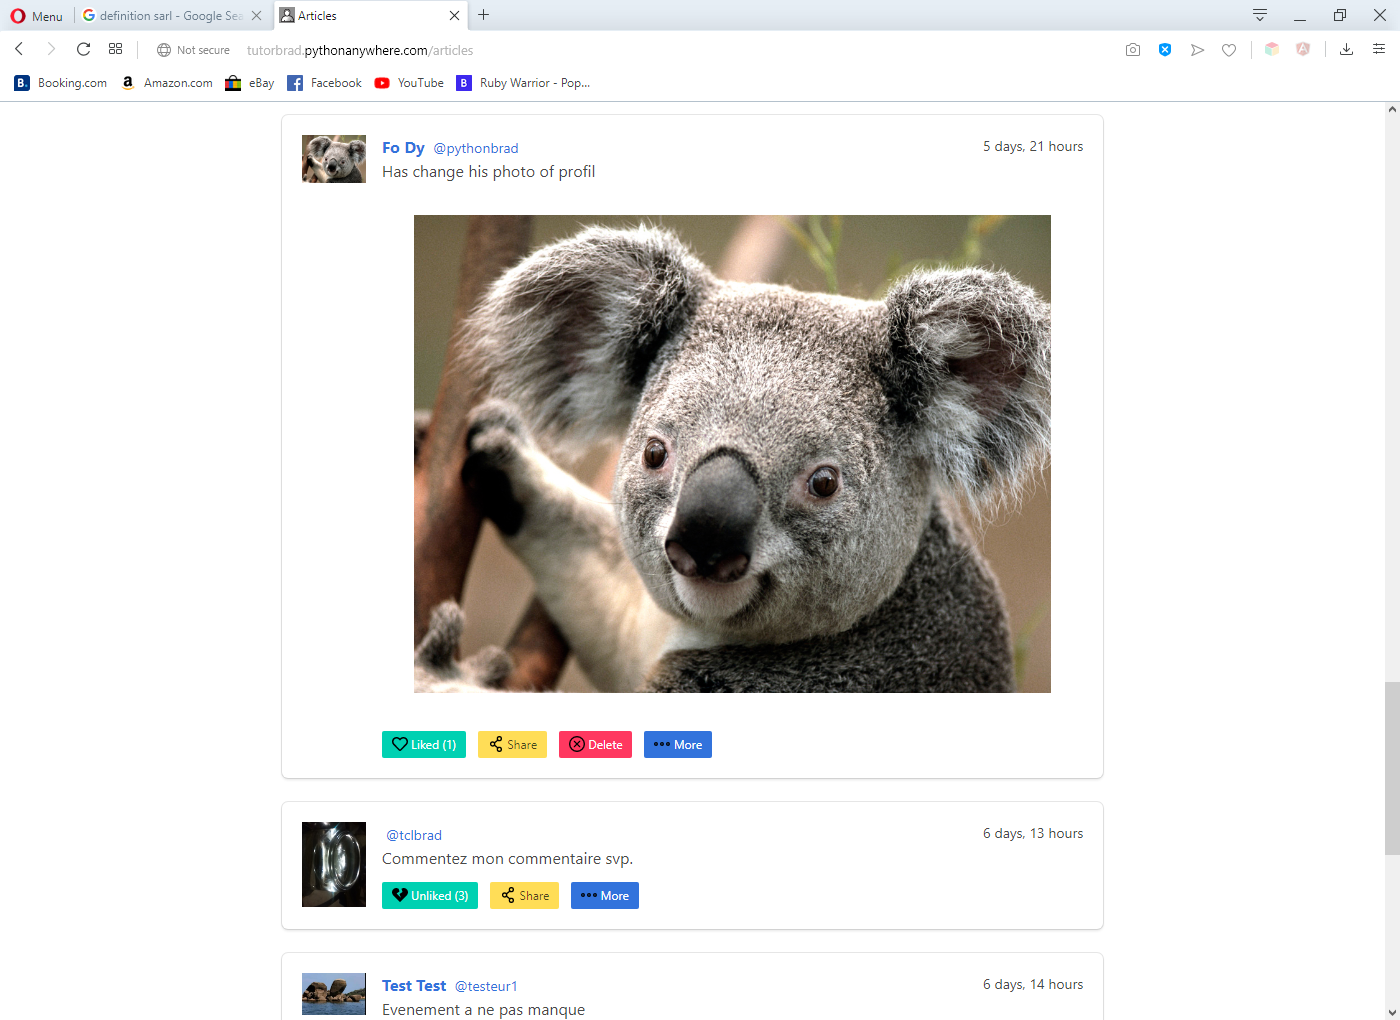 Menu
definition sarl - Google Sea
Articles
Not secure
tutorbrad.pythonanywhere.com/articles
B. Booking.com
a Amazon.com
eBay
f Facebook
YouTube
B Ruby Warrior - Pop...
Fo Dy @pythonbrad
5 days, 21 hours
Has change his photo of profil
Liked (1)
Share
Delete
More
@tclbrad
6 days, 13 hours
Commentez mon commentaire svp.
Unliked (3)
Share
More
Test Test @testeur1
6 days, 14 hours
Evenement a ne pas manque